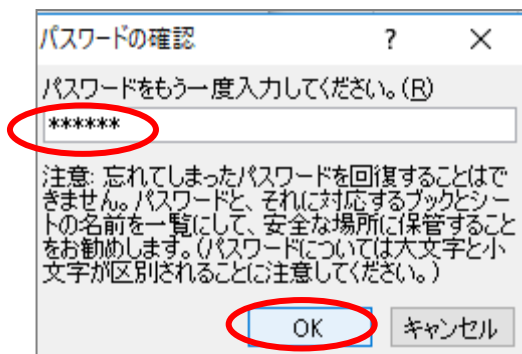 パスワードの確認 ? ×
パスワードをもう一度入力してください。(R)
******
注意: 忘れてしまったパスワードを回復することはで
きません。パスワードと、それに対応するブックとシー
トの名前を一覧にして、安全な場所に保管すること
をお勧めします。(パスワードについては大文字と小
文字が区別されることに注意してください。)
OK キャンセル